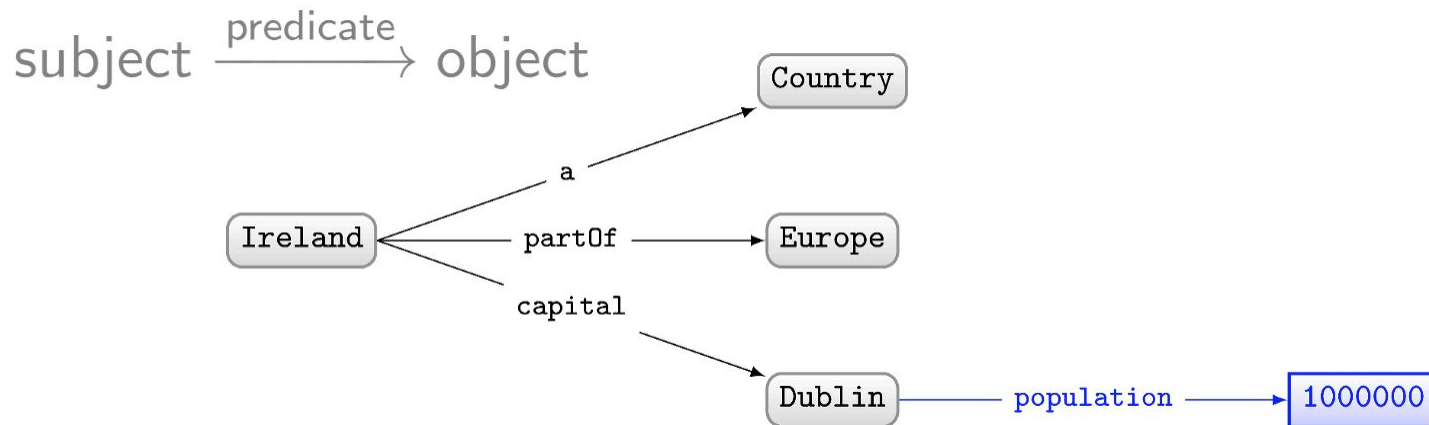 predicate
subject object
Country
a
Ireland partOf Europe
capital
Dublin population 1000000